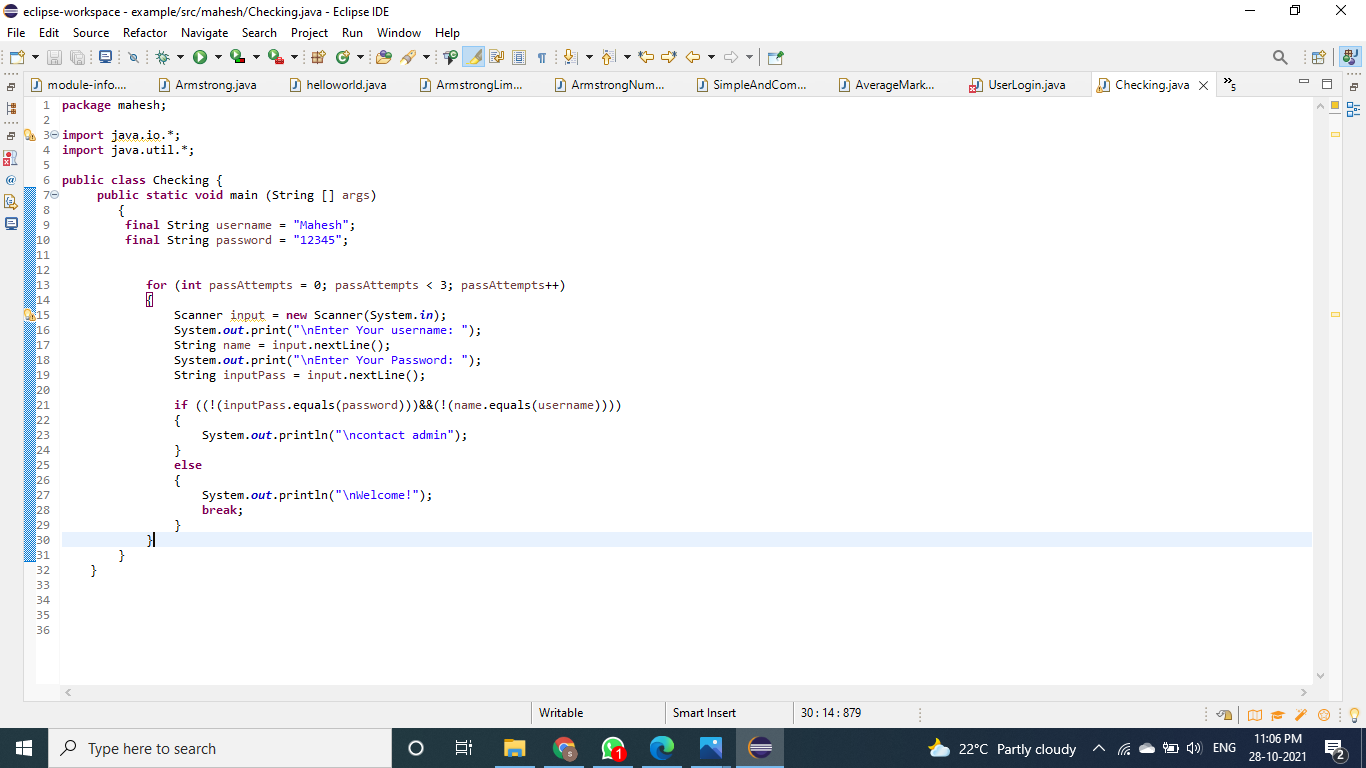 eclipse-workspace - example/src/mahesh/Checking.java - Eclipse IDE
File Edit Source Refactor Navigate Search Project Run Window Help
module-info.... Armstrong.java helloworld.java ArmstrongLim... ArmstrongNum... SimpleAndCom... AverageMark... UserLogin.java Checking.java »5
1 package mahesh;
2
3 import java.io.*;
4 import java.util.*;
5
6 public class Checking {
7 public static void main (String [] args)
8 {
9 final String username = "Mahesh";
10 final String password = "12345";
11
12
13 for (int passAttempts = 0; passAttempts < 3; passAttempts++)
14 {
15 Scanner input = new Scanner(System.in);
16 System.out.print("\nEnter Your username: ");
17 String name = input.nextLine();
18 System.out.print("\nEnter Your Password: ");
19 String inputPass = input.nextLine();
20
21 if ((!(inputPass.equals(password)))&&(!(name.equals(username))))
22 {
23 System.out.println("\ncontact admin");
24 }
25 else
26 {
27 System.out.println("\nWelcome!");
28 break;
29 }
30 }
31 }
32 }
33
34
35
36
Writable Smart Insert 30 : 14 : 879
Type here to search 1 22°C Partly cloudy ENG 11:06 PM 2
28-10-2021